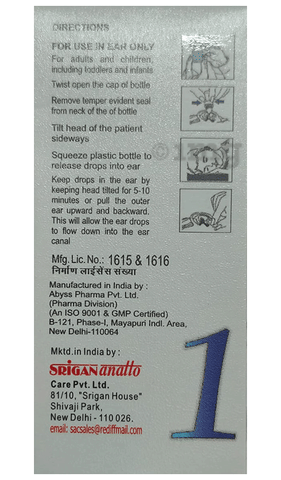 DIRECTIONS
FOR USE IN EAR ONLY
For adults and children,
including toddlers and infants
Twist open the cap of bottle
Remove temper evident seal
from neck of the of bottle
Tilt head of the patient
sideways
Squeeze plastic bottle to
release drops into ear
Keep drops in the ear by
keeping head tilted for 5-10
minutes or pull the outer
ear upward and backward.
This will allow the ear drops
to flow down into the ear
canal
Mfg. Lic. No.: 1615 & 1616
निर्माण लाईसेंस संख्या
Manufactured in India by :
Abyss Pharma Pvt. Ltd.
(Pharma Division)
(An ISO 9001 & GMP Certified)
B-121, Phase-I, Mayapuri Indl. Area,
New Delhi-110064
Mktd.in India by :
SRIGAN anatto
Care Pvt. Ltd.
81/10, "Srigan House"
Shivaji Park,
New Delhi - 110 026.
email: sacsales@rediffmail.com
1